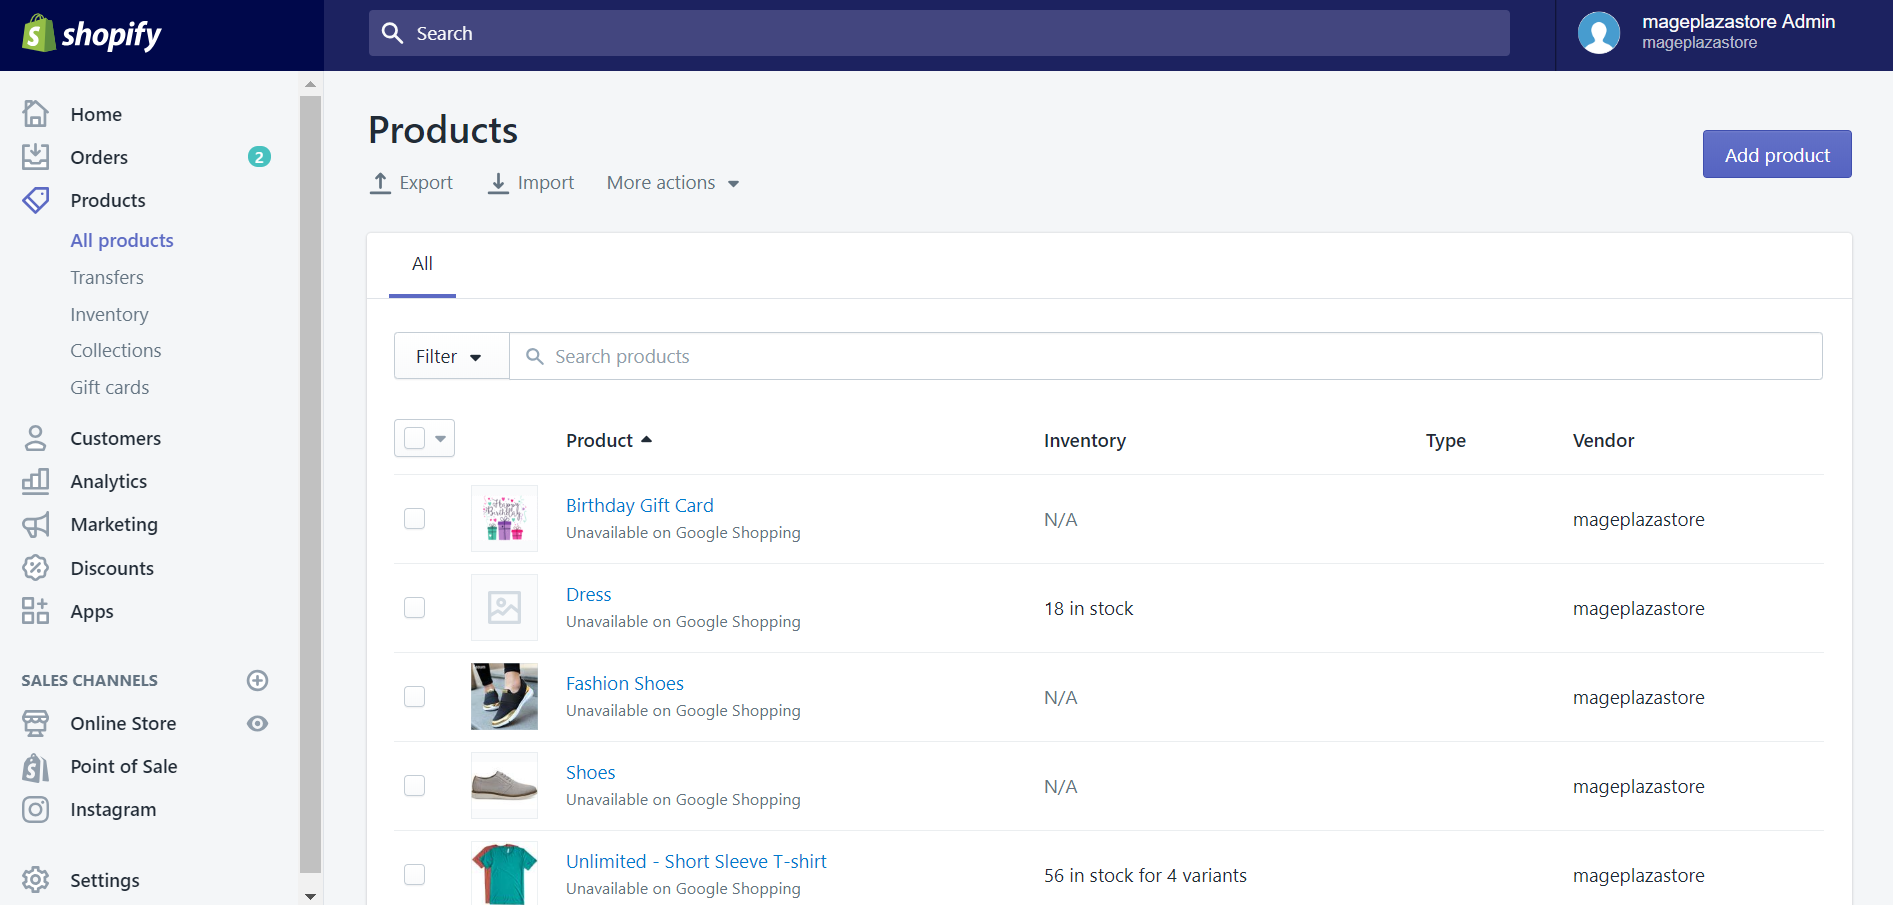 shopify
Search
mageplazastore Admin
mageplazastore
Home
Orders
2
Products
All products
Transfers
Inventory
Collections
Gift cards
Customers
Analytics
Marketing
Discounts
Apps
SALES CHANNELS
Online Store
Point of Sale
Instagram
Settings
Products
Export Import More actions
Add product
All
Filter Search products
Product Inventory Type Vendor
Happy
Birthday
Birthday Gift Card
Unavailable on Google Shopping
N/A
mageplazastore
Dress
Unavailable on Google Shopping
18 in stock
mageplazastore
Fashion Shoes
Unavailable on Google Shopping
N/A
mageplazastore
Shoes
Unavailable on Google Shopping
N/A
mageplazastore
Unlimited - Short Sleeve T-shirt
Unavailable on Google Shopping
56 in stock for 4 variants
mageplazastore